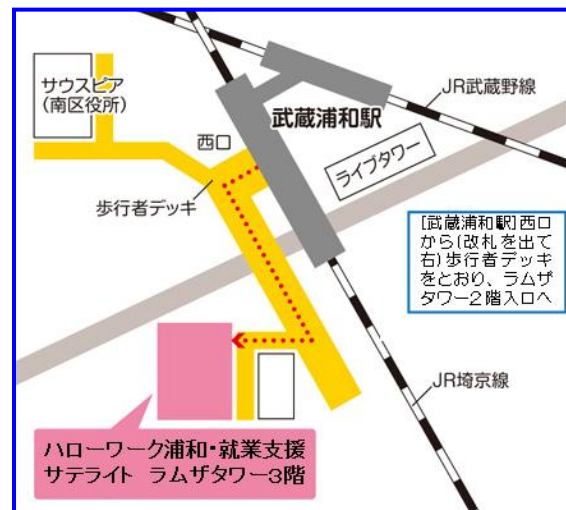 サウスピア
(南区役所)
JR武蔵野線
武蔵浦和駅
西口
ライブタワー
歩行者デッキ
[武蔵浦和駅]西口
から(改札を出て
右)歩行者デッキ
をとおり、ラムザ
タワー2階入口へ
JR埼京線
ハローワーク浦和・就業支援
サテライト ラムザタワー3階